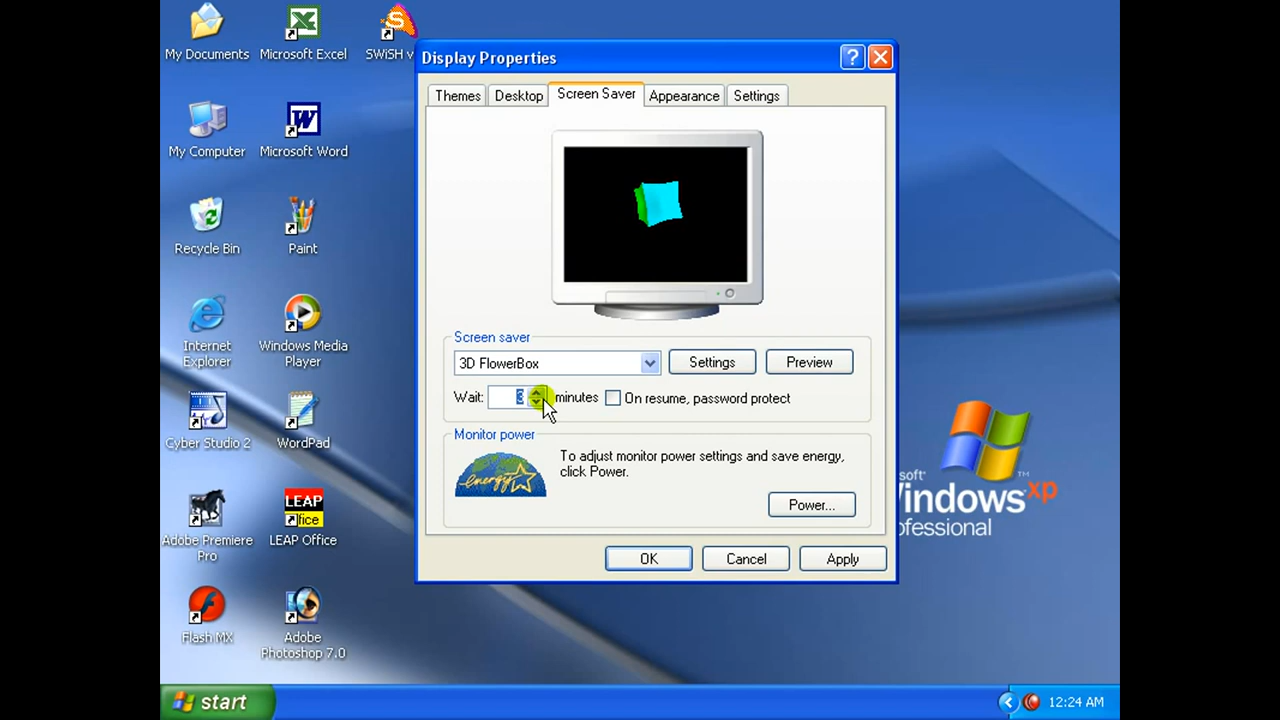 My Documents
Microsoft Excel
SWiSH v
My Computer
Microsoft Word
Recycle Bin
Paint
Internet
Explorer
Windows Media
Player
Cyber Studio 2
WordPad
Adobe Premiere
Pro
LEAP
ffice
LEAP Office
Flash MX
Adobe
Photoshop 7.0
Display Properties
Themes
Desktop
Screen Saver
Appearance
Settings
Screen saver
3D FlowerBox
Settings
Preview
Wait: 3 minutes
On resume, password protect
Monitor power
energy
To adjust monitor power settings and save energy,
click Power.
Power...
OK
Cancel
Apply
soft
indows xp
ofessional
start
12:24 AM